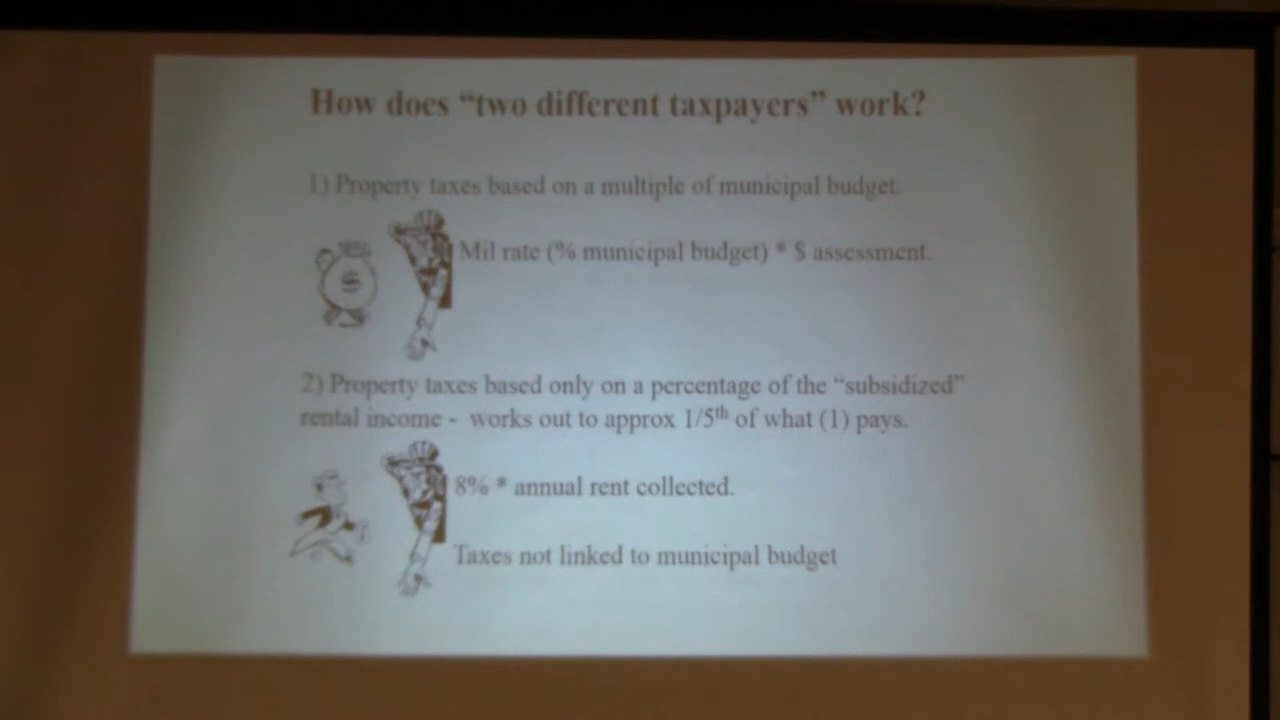 How does “two different taxpayers” work?
1) Property taxes based on a multiple of municipal budget.
Mil rate (% municipal budget) * $ assessment.
2) Property taxes based only on a percentage of the “subsidized”
rental income - works out to approx 1/5th of what (1) pays.
8% * annual rent collected.
Taxes not linked to municipal budget